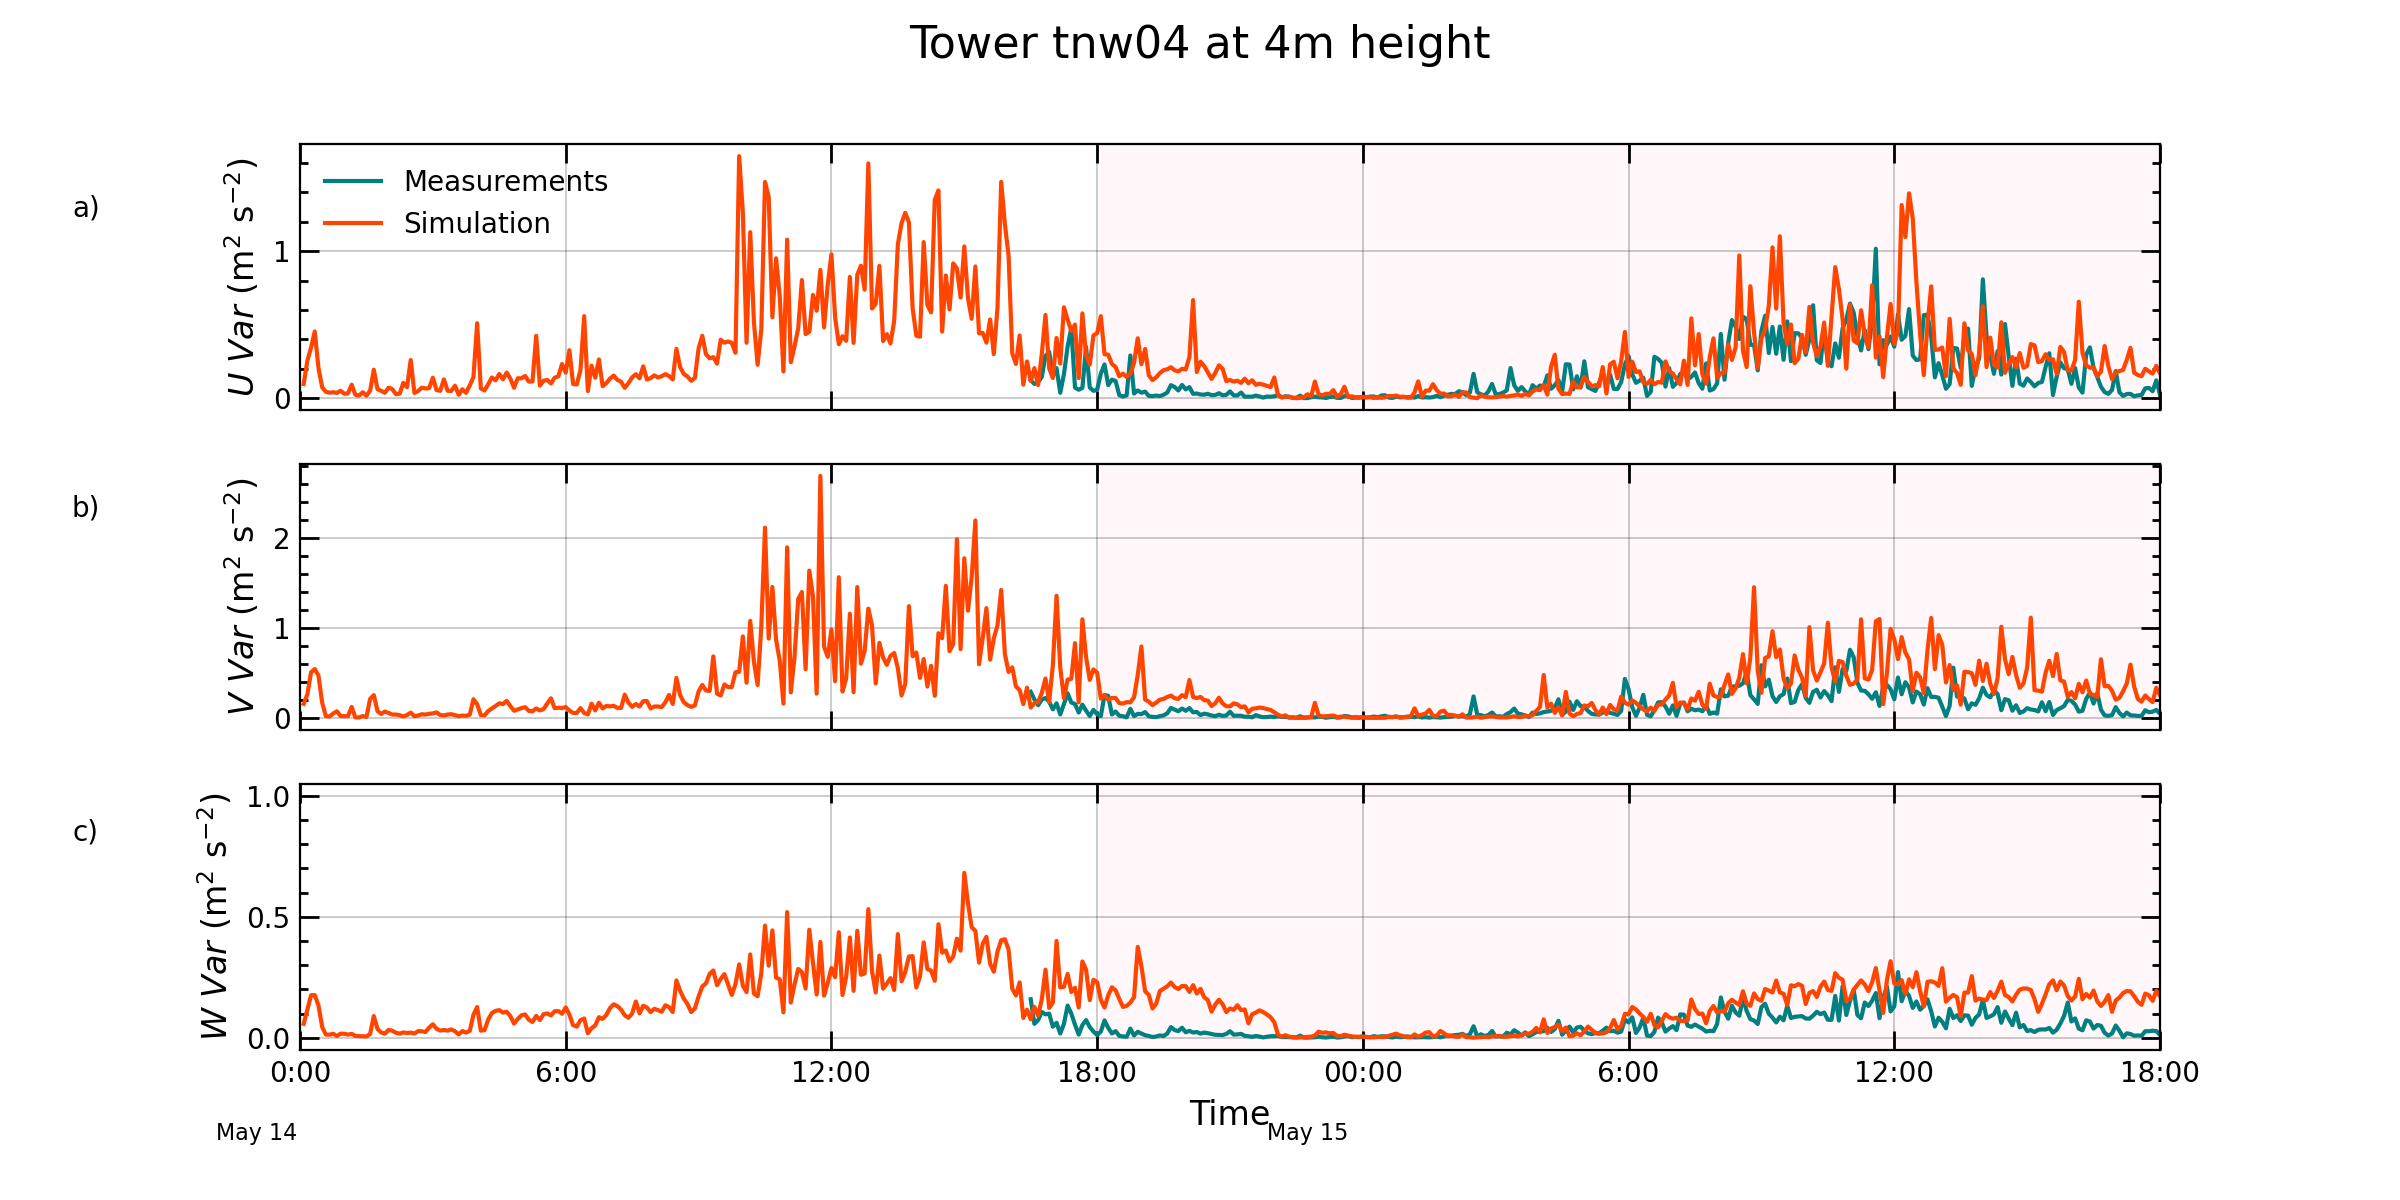 Tower tnw04 at 4m height
a)
U Var (m² s⁻²)
1
0
Measurements
Simulation
b)
V Var (m² s⁻²)
2
1
0
c)
W Var (m² s⁻²)
1.0
0.5
0.0
0:00 6:00 12:00 18:00 00:00 6:00 12:00 18:00
Time
May 14 May 15